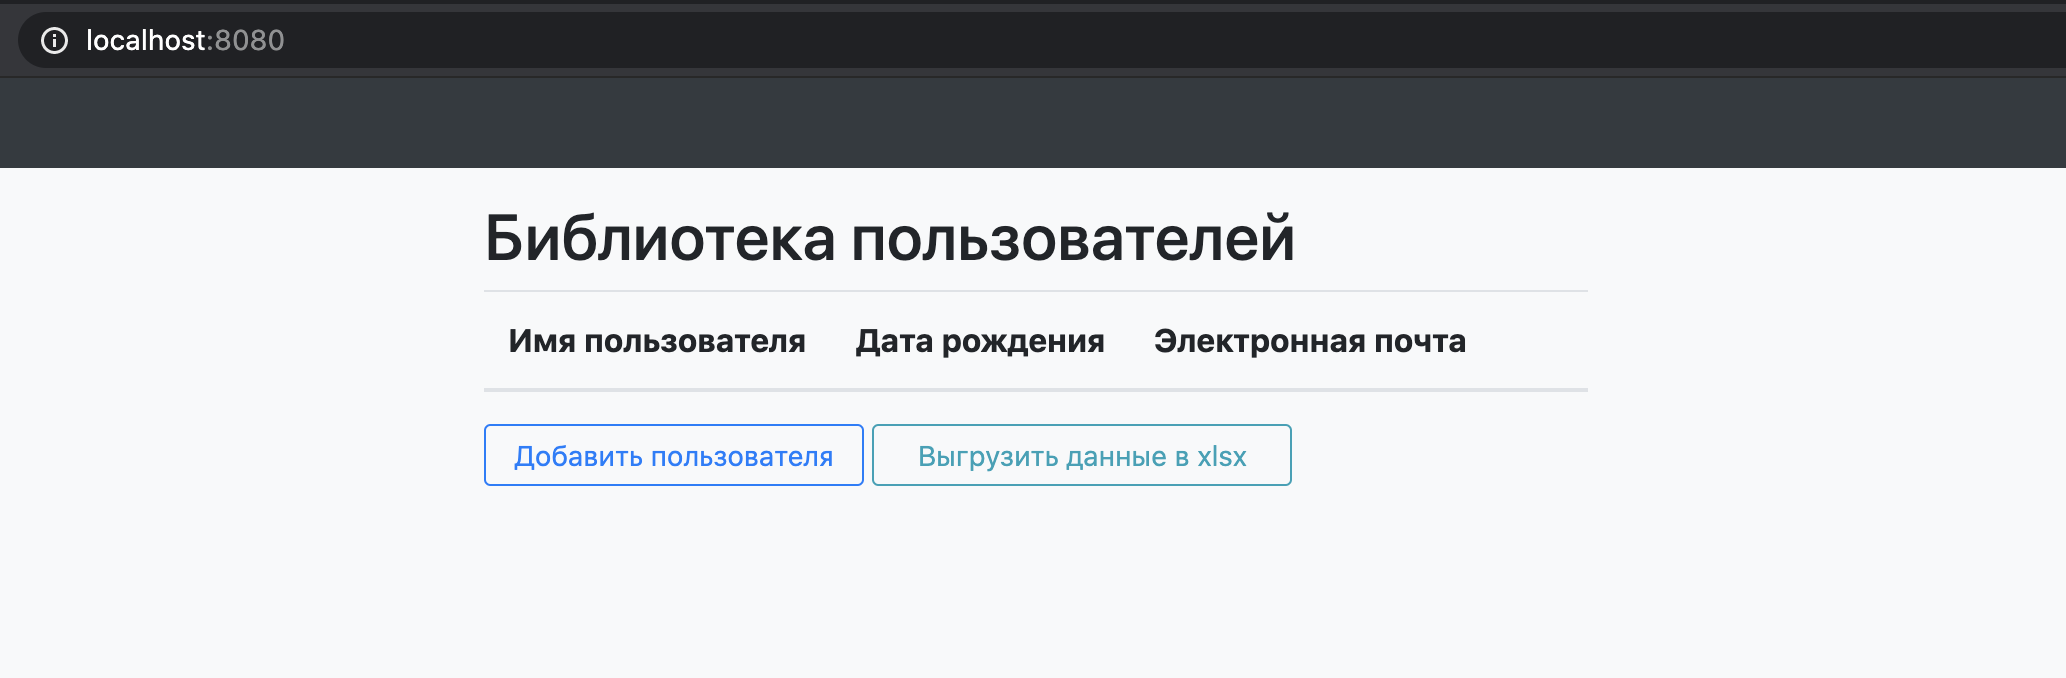 localhost:8080
Библиотека пользователей
Имя пользователя Дата рождения Электронная почта
Добавить пользователя Выгрузить данные в xlsx